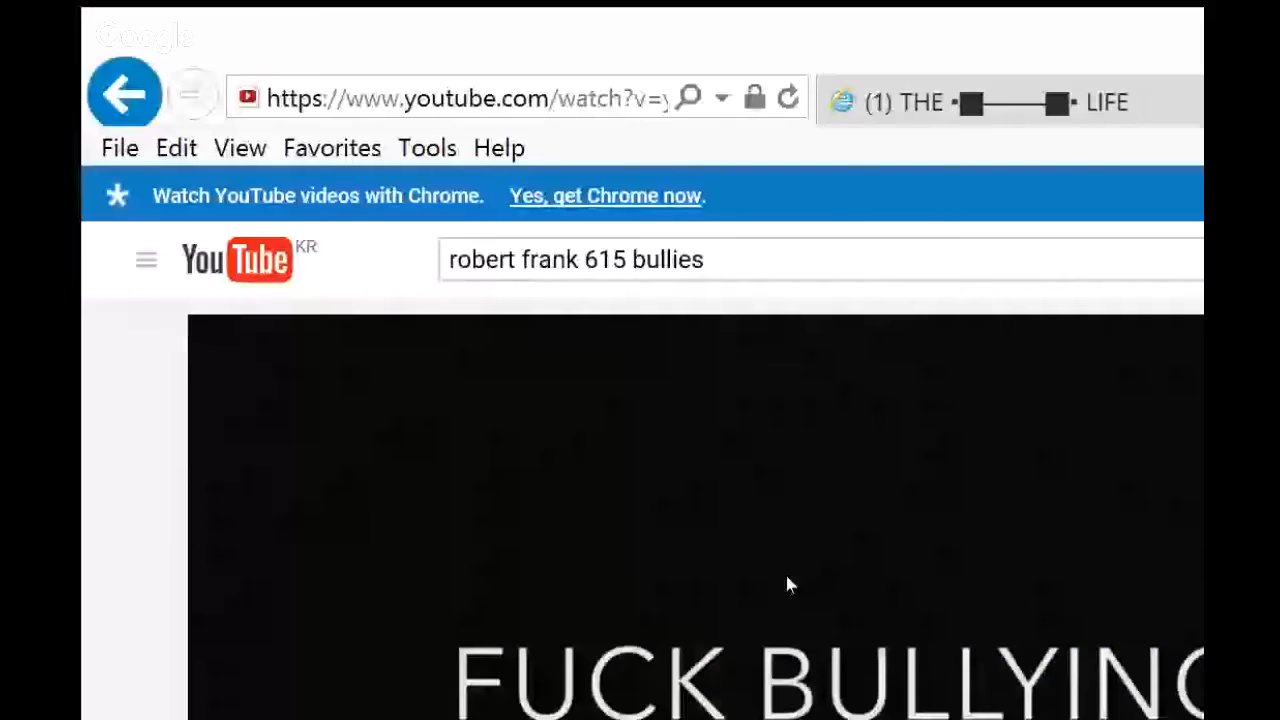 Google
https://www.youtube.com/watch?v=y
(1) THE •■——■• LIFE
File Edit View Favorites Tools Help
Watch YouTube videos with Chrome. Yes, get Chrome now.
YouTube KR
robert frank 615 bullies
FUCK BULLYING